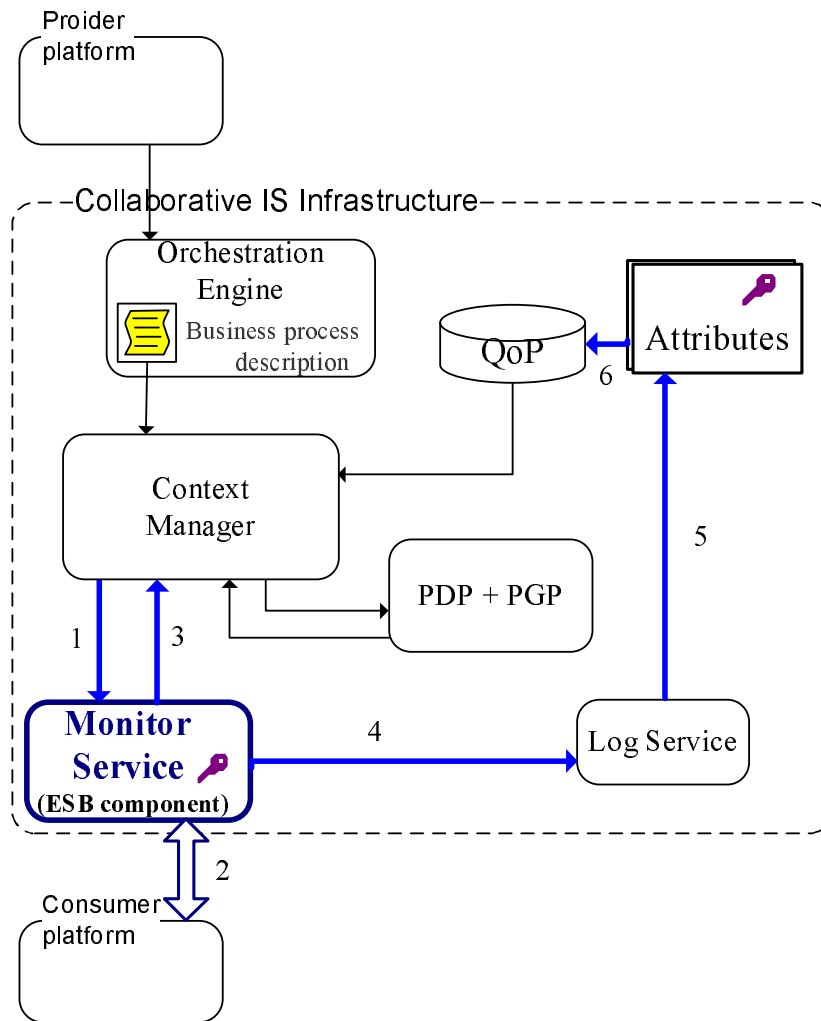 Proider
platform
Collaborative IS Infrastructure
Orchestration
Engine
Business process
description
QoP
6
Attributes
Context
Manager
5
PDP + PGP
1
3
Monitor
Service
(ESB component)
4
Log Service
2
Consumer
platform